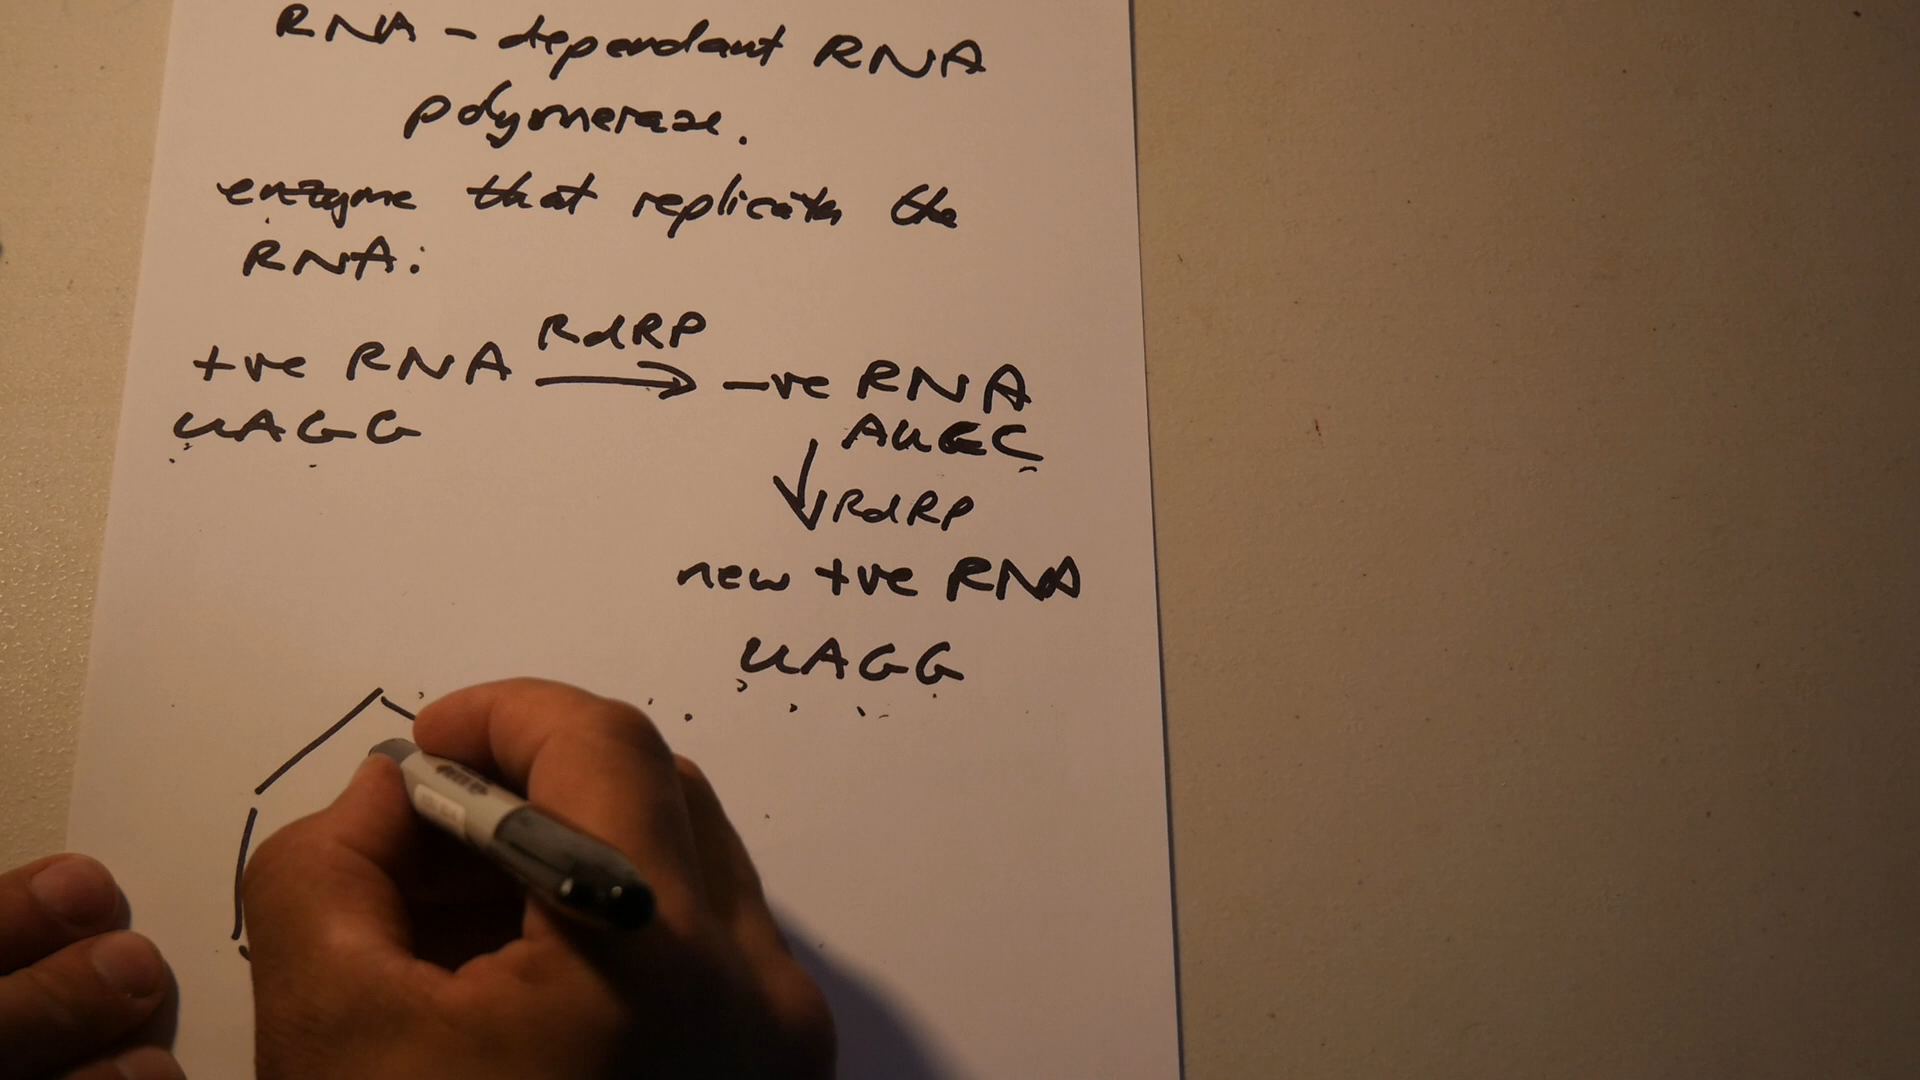 RNA - dependant RNA
polymerase.
enzyme that replicates the
RNA.
RdRP
+ve RNA → -ve RNA
UAGG AUCC
↓ RdRP
new +ve RNA
UAGG